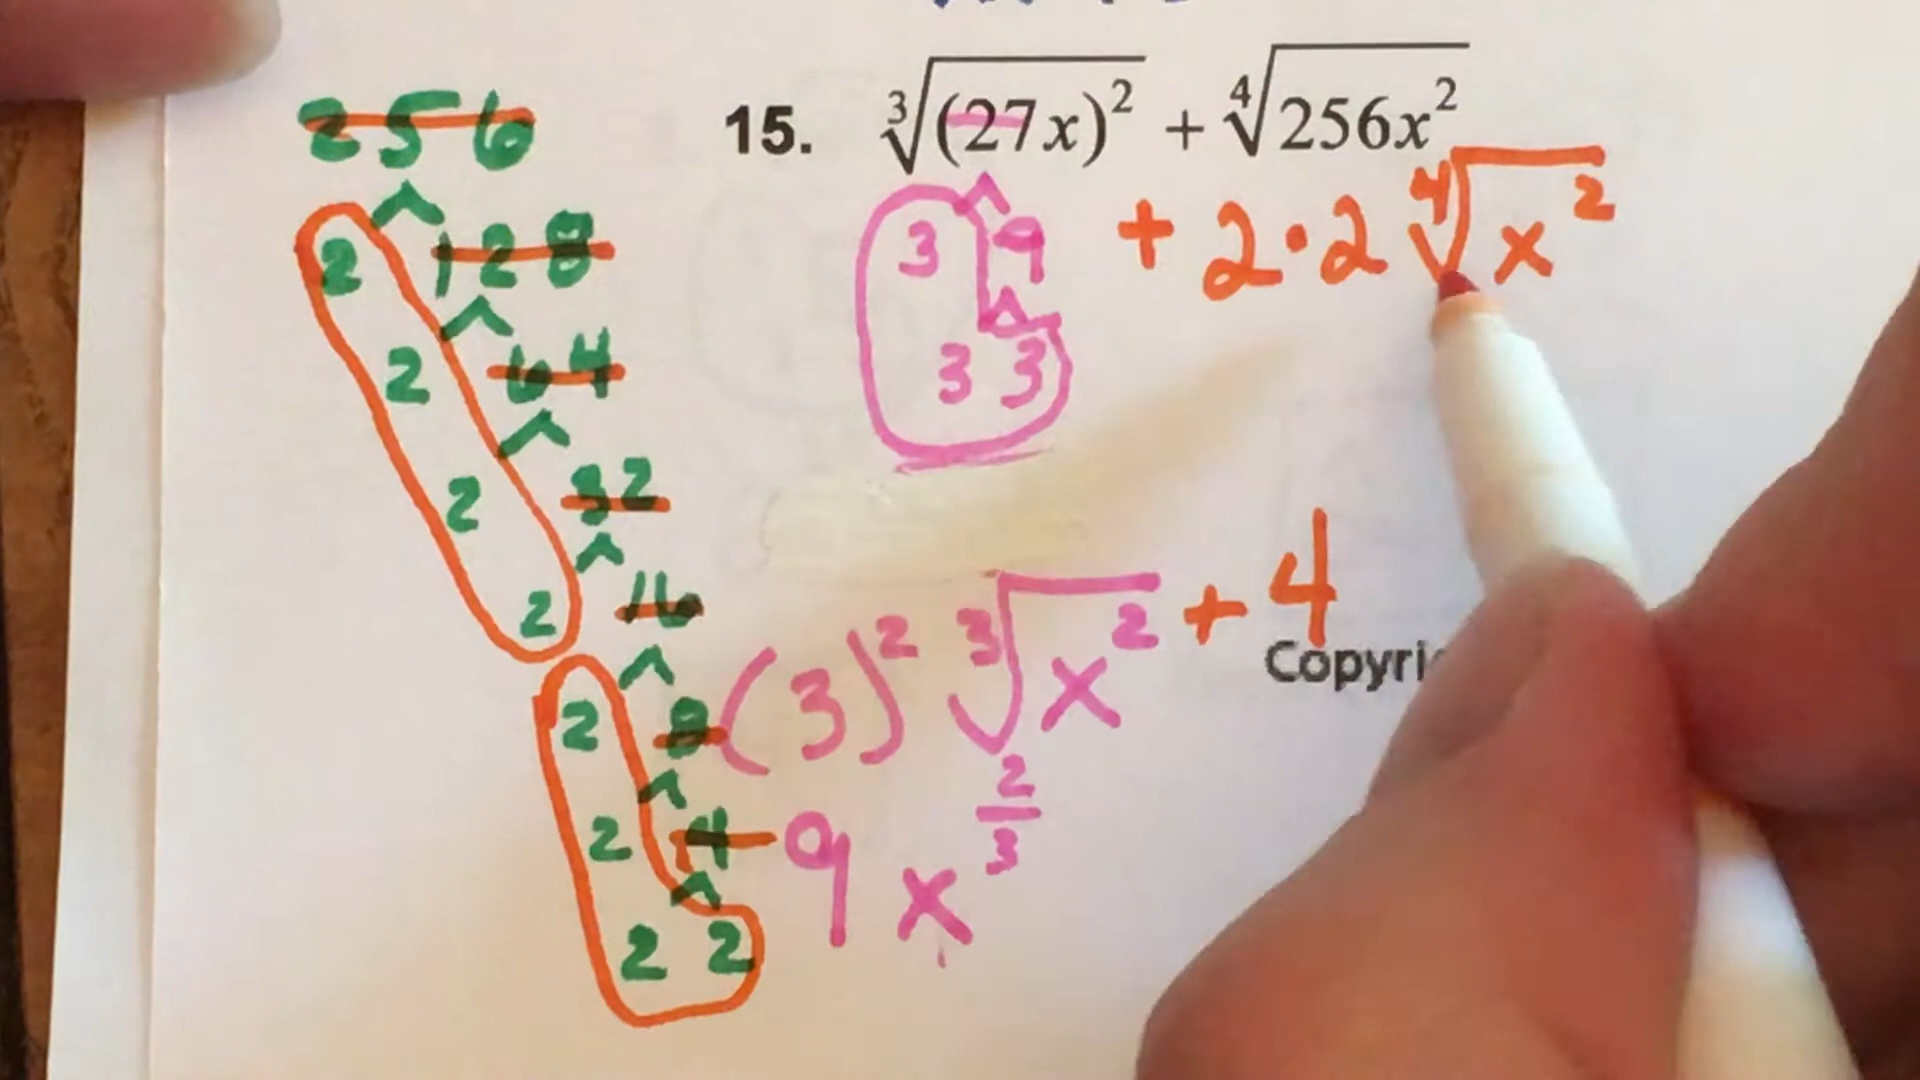 256
15. ∛(27x)² + ∜256x²
2 128
3 9 + 2·2 ∜x²
2 64
3 3
2 32
2 16
(3)² ∛x² + 4
Copyri
2 8
2 4
9x^(2/3)
2 2